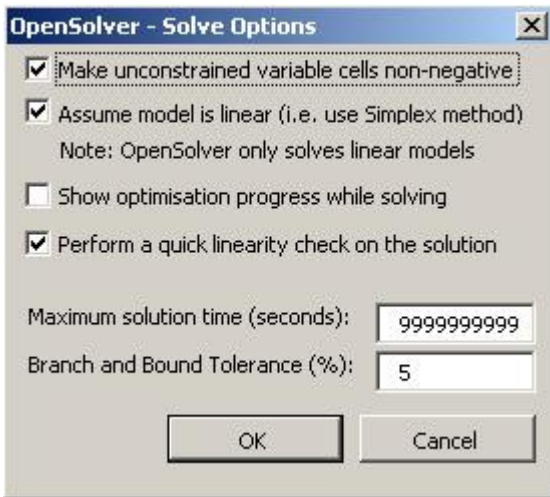 OpenSolver - Solve Options
Make unconstrained variable cells non-negative
Assume model is linear (i.e. use Simplex method)
Note: OpenSolver only solves linear models
Show optimisation progress while solving
Perform a quick linearity check on the solution
Maximum solution time (seconds): 9999999999
Branch and Bound Tolerance (%): 5
OK Cancel